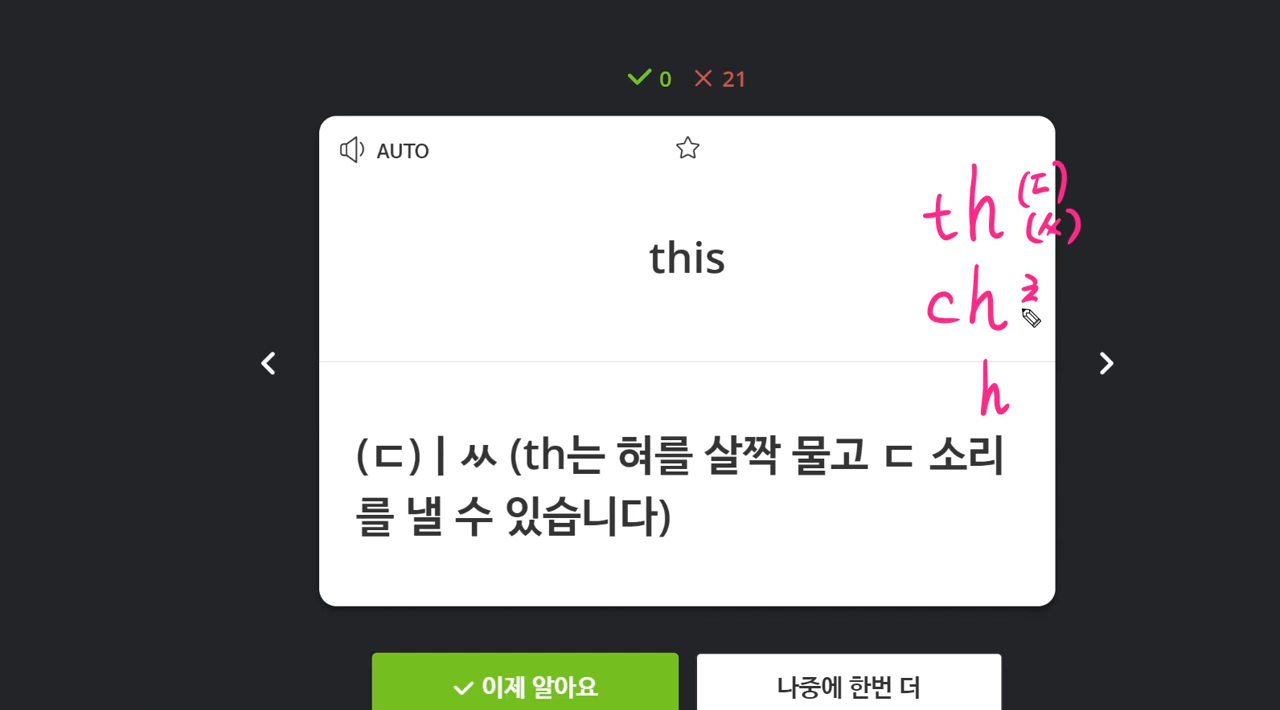 0 21
AUTO
this
th (ㄷ)
(ㅆ)
ch
h
(ㄷ) ㅣ ㅆ (th는 혀를 살짝 물고 ㄷ 소리
를 낼 수 있습니다)
이제 알아요
나중에 한번 더